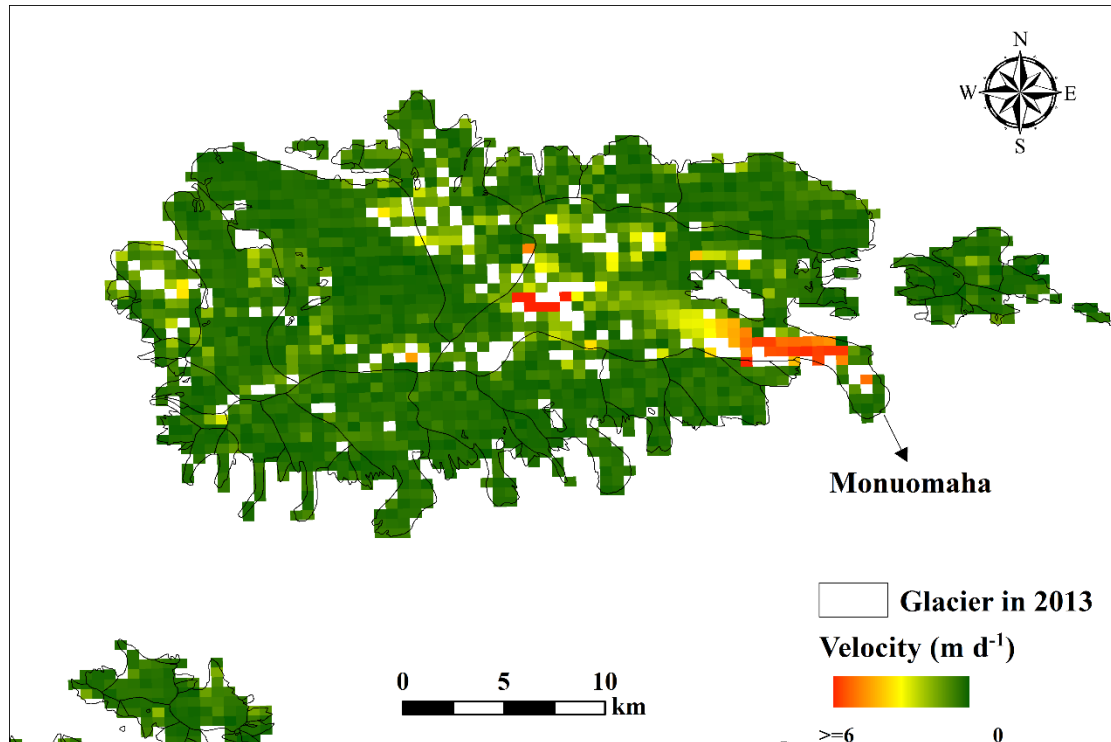 N
W E
S
Monuomaha
Glacier in 2013
Velocity (m d⁻¹)
0 5 10
km
>=6 0